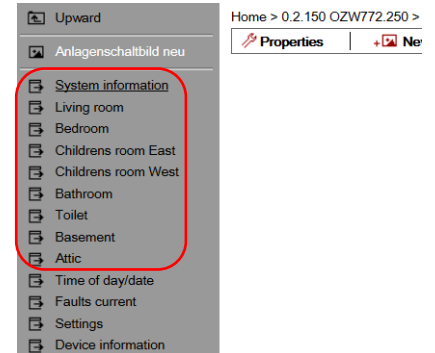 Upward
Home > 0.2.150 OZW772.250 >
Properties
Anlagenschaltbild neu
System information
Living room
Bedroom
Childrens room East
Childrens room West
Bathroom
Toilet
Basement
Attic
Time of day/date
Faults current
Settings
Device information